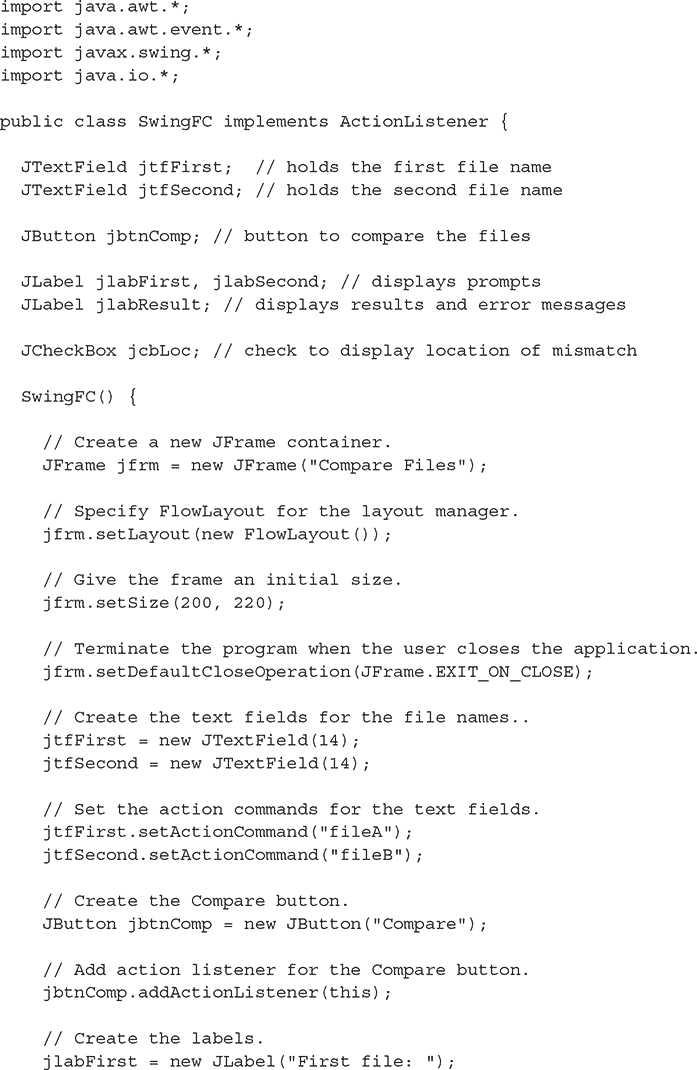 import java.awt.*;
import java.awt.event.*;
import javax.swing.*;
import java.io.*;

public class SwingFC implements ActionListener {

  JTextField jtfFirst;  // holds the first file name
  JTextField jtfSecond; // holds the second file name

  JButton jbtnComp; // button to compare the files

  JLabel jlabFirst, jlabSecond; // displays prompts
  JLabel jlabResult; // displays results and error messages

  JCheckBox jcbLoc; // check to display location of mismatch

  SwingFC() {

    // Create a new JFrame container.
    JFrame jfrm = new JFrame("Compare Files");

    // Specify FlowLayout for the layout manager.
    jfrm.setLayout(new FlowLayout());

    // Give the frame an initial size.
    jfrm.setSize(200, 220);

    // Terminate the program when the user closes the application.
    jfrm.setDefaultCloseOperation(JFrame.EXIT_ON_CLOSE);

    // Create the text fields for the file names..
    jtfFirst = new JTextField(14);
    jtfSecond = new JTextField(14);

    // Set the action commands for the text fields.
    jtfFirst.setActionCommand("fileA");
    jtfSecond.setActionCommand("fileB");

    // Create the Compare button.
    JButton jbtnComp = new JButton("Compare");

    // Add action listener for the Compare button.
    jbtnComp.addActionListener(this);

    // Create the labels.
    jlabFirst = new JLabel("First file: ");